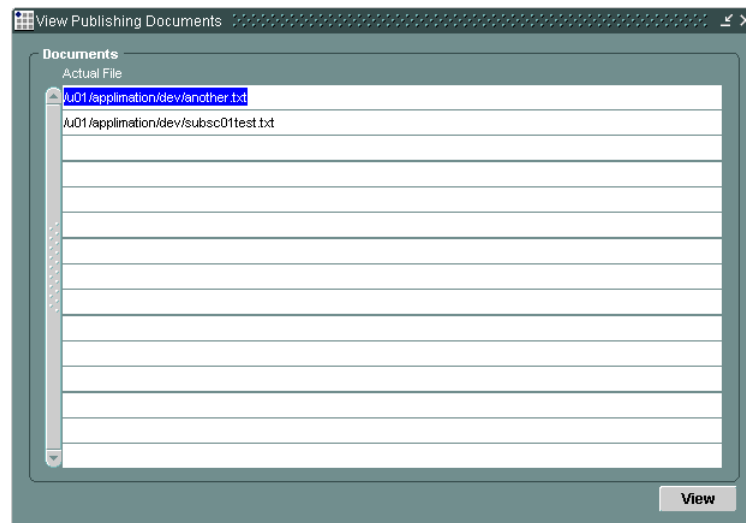 View Publishing Documents
Documents
Actual File
/u01/applimation/dev/another.txt
/u01/applimation/dev/subsc01test.txt
View